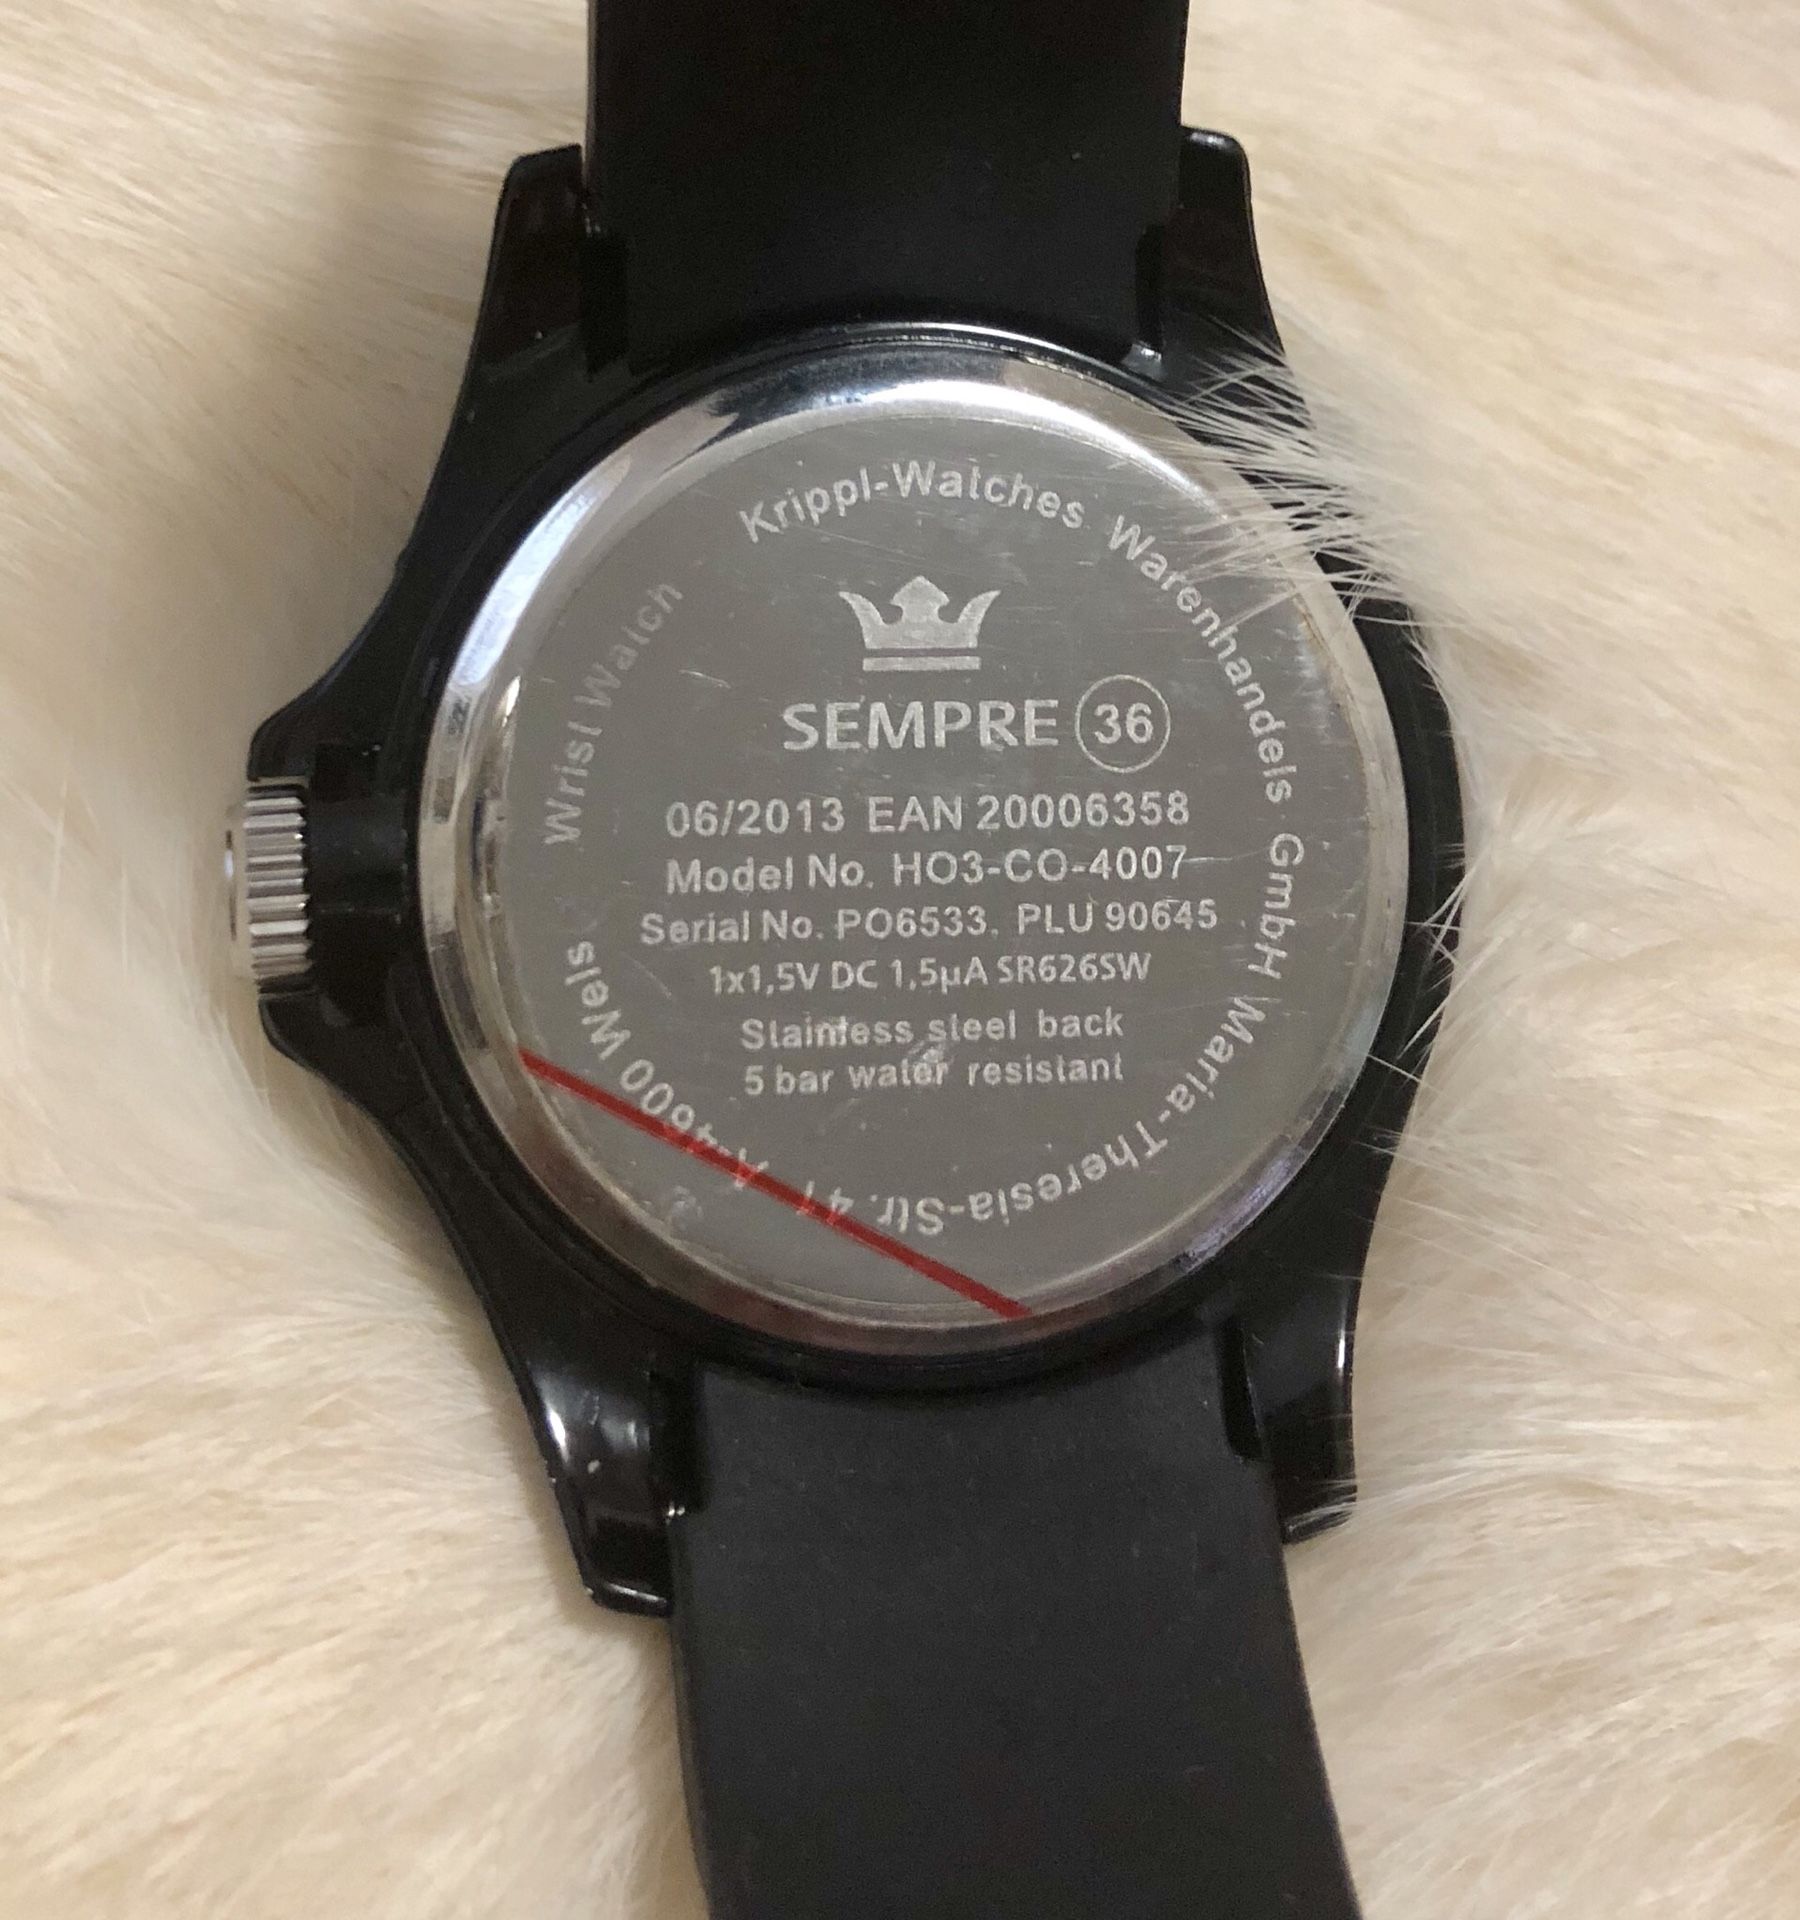 Krippl-Watches Warenhandels GmbH Maria-Theresia-Str. 41 A-4600 Wels Wrist Watch
SEMPRE 36
06/2013 EAN 20006358
Model No. HO3-CO-4007
Serial No. PO6533. PLU 90645
1x1,5V DC 1,5µA SR626SW
Stainless steel back
5 bar water resistant